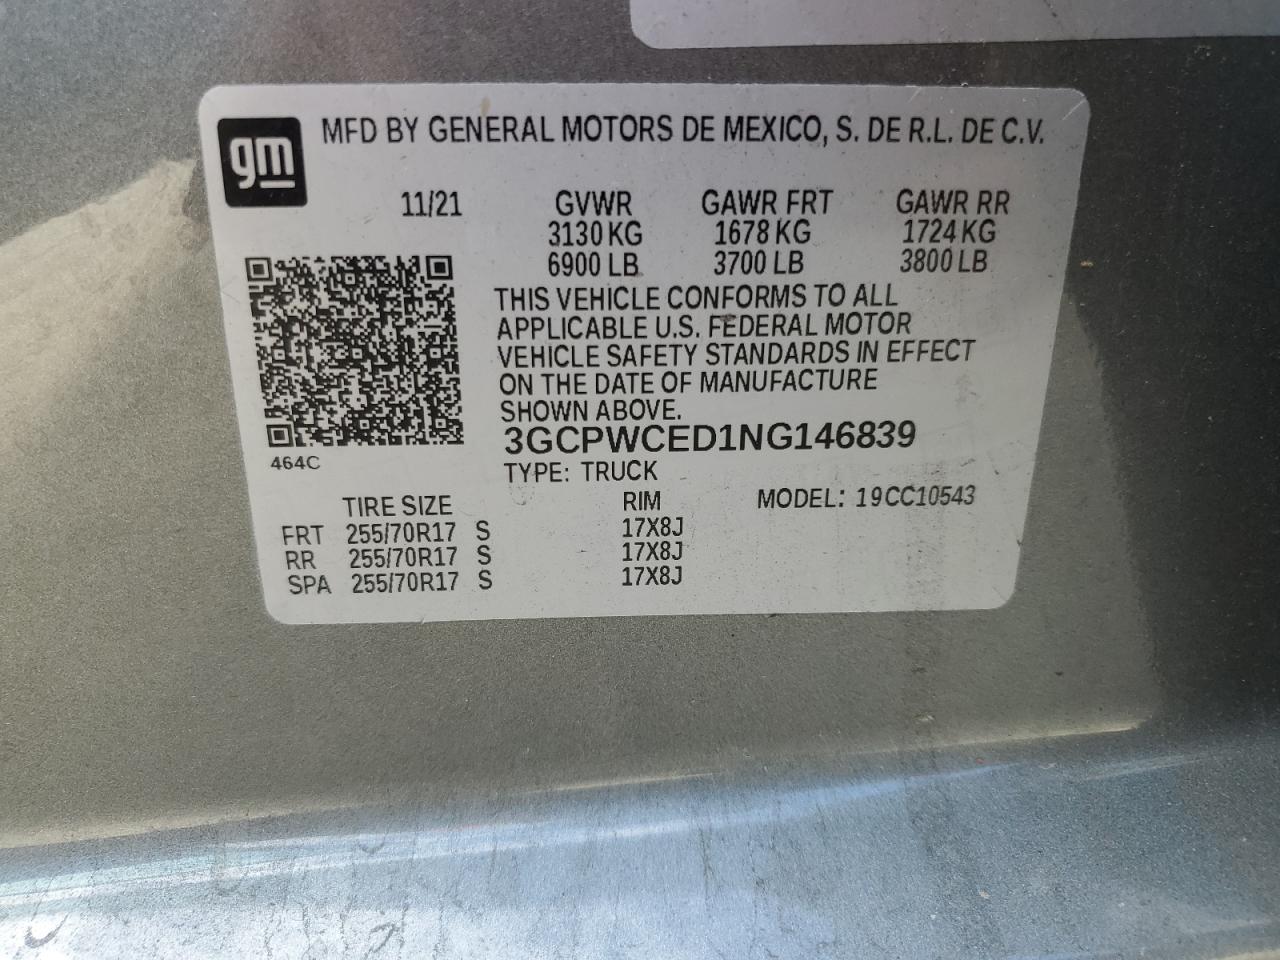 gm
MFD BY GENERAL MOTORS DE MEXICO, S. DE R.L. DE C.V.
11/21 GVWR GAWR FRT GAWR RR
3130 KG 1678 KG 1724 KG
6900 LB 3700 LB 3800 LB
THIS VEHICLE CONFORMS TO ALL
APPLICABLE U.S. FEDERAL MOTOR
VEHICLE SAFETY STANDARDS IN EFFECT
ON THE DATE OF MANUFACTURE
SHOWN ABOVE.
3GCPWCED1NG146839
464C
TYPE: TRUCK
TIRE SIZE RIM MODEL: 19CC10543
FRT 255/70R17 S 17X8J
RR 255/70R17 S 17X8J
SPA 255/70R17 S 17X8J